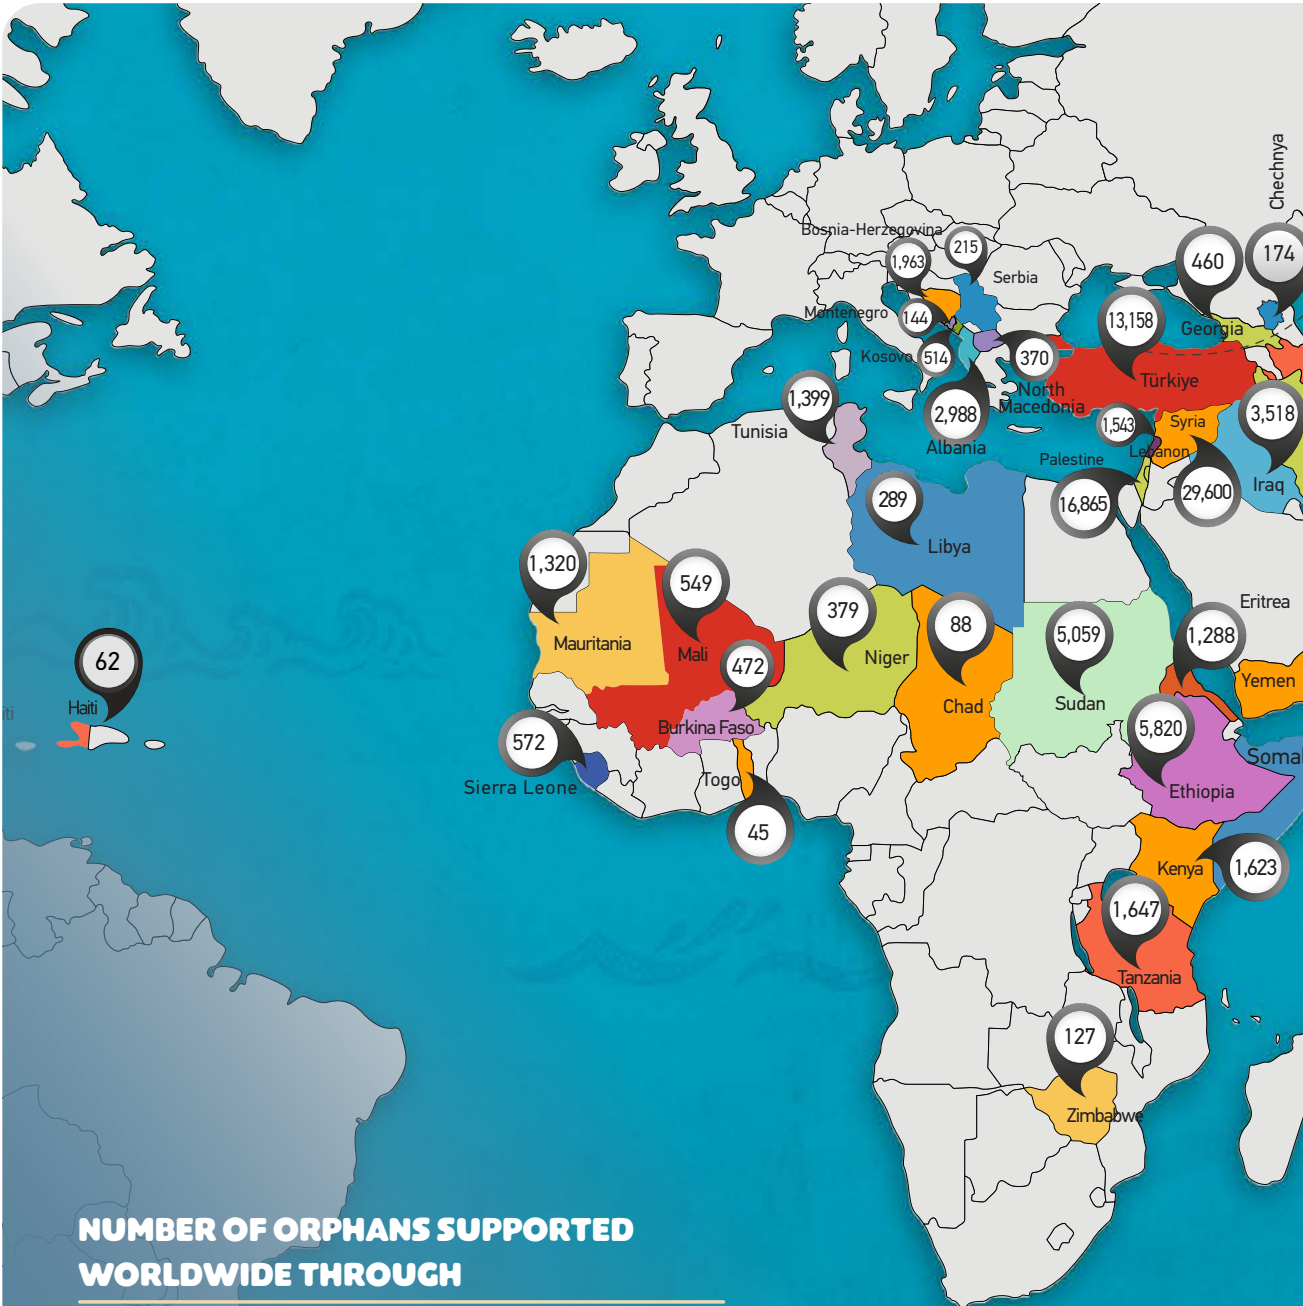 Chechnya
Bosnia-Herzegovina
1,963
215
Serbia
460
174
Montenegro
144
13,158
Georgia
Kosovo
514
370
North
Macedonia
Türkiye
1,399
2,988
Albania
1,543
Syria
3,518
Tunisia
Lebanon
Palestine
16,865
29,600
Iraq
289
Libya
1,320
549
379
88
5,059
Eritrea
1,288
Mauritania
Mali
472
Niger
Chad
Sudan
Yemen
62
Haiti
iti
572
Burkina Faso
5,820
Somal
Sierra Leone
Togo
45
Ethiopia
Kenya
1,623
1,647
Tanzania
127
Zimbabwe
NUMBER OF ORPHANS SUPPORTED
WORLDWIDE THROUGH